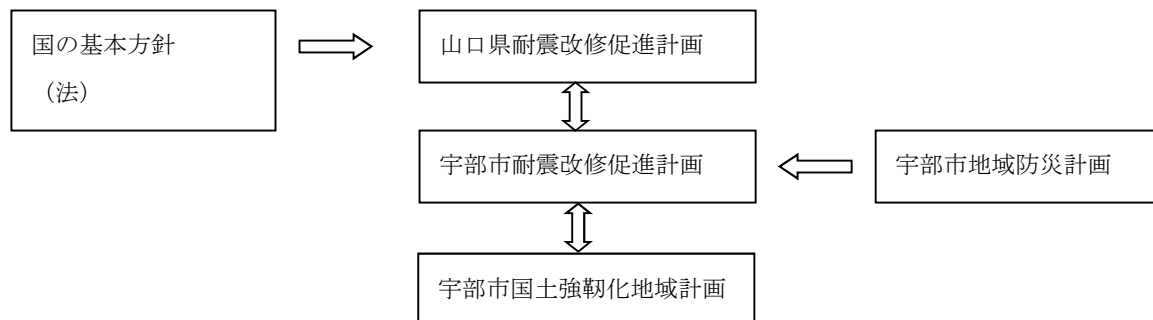 国の基本方針
（法）
山口県耐震改修促進計画
宇部市耐震改修促進計画
宇部市地域防災計画
宇部市国土強靭化地域計画